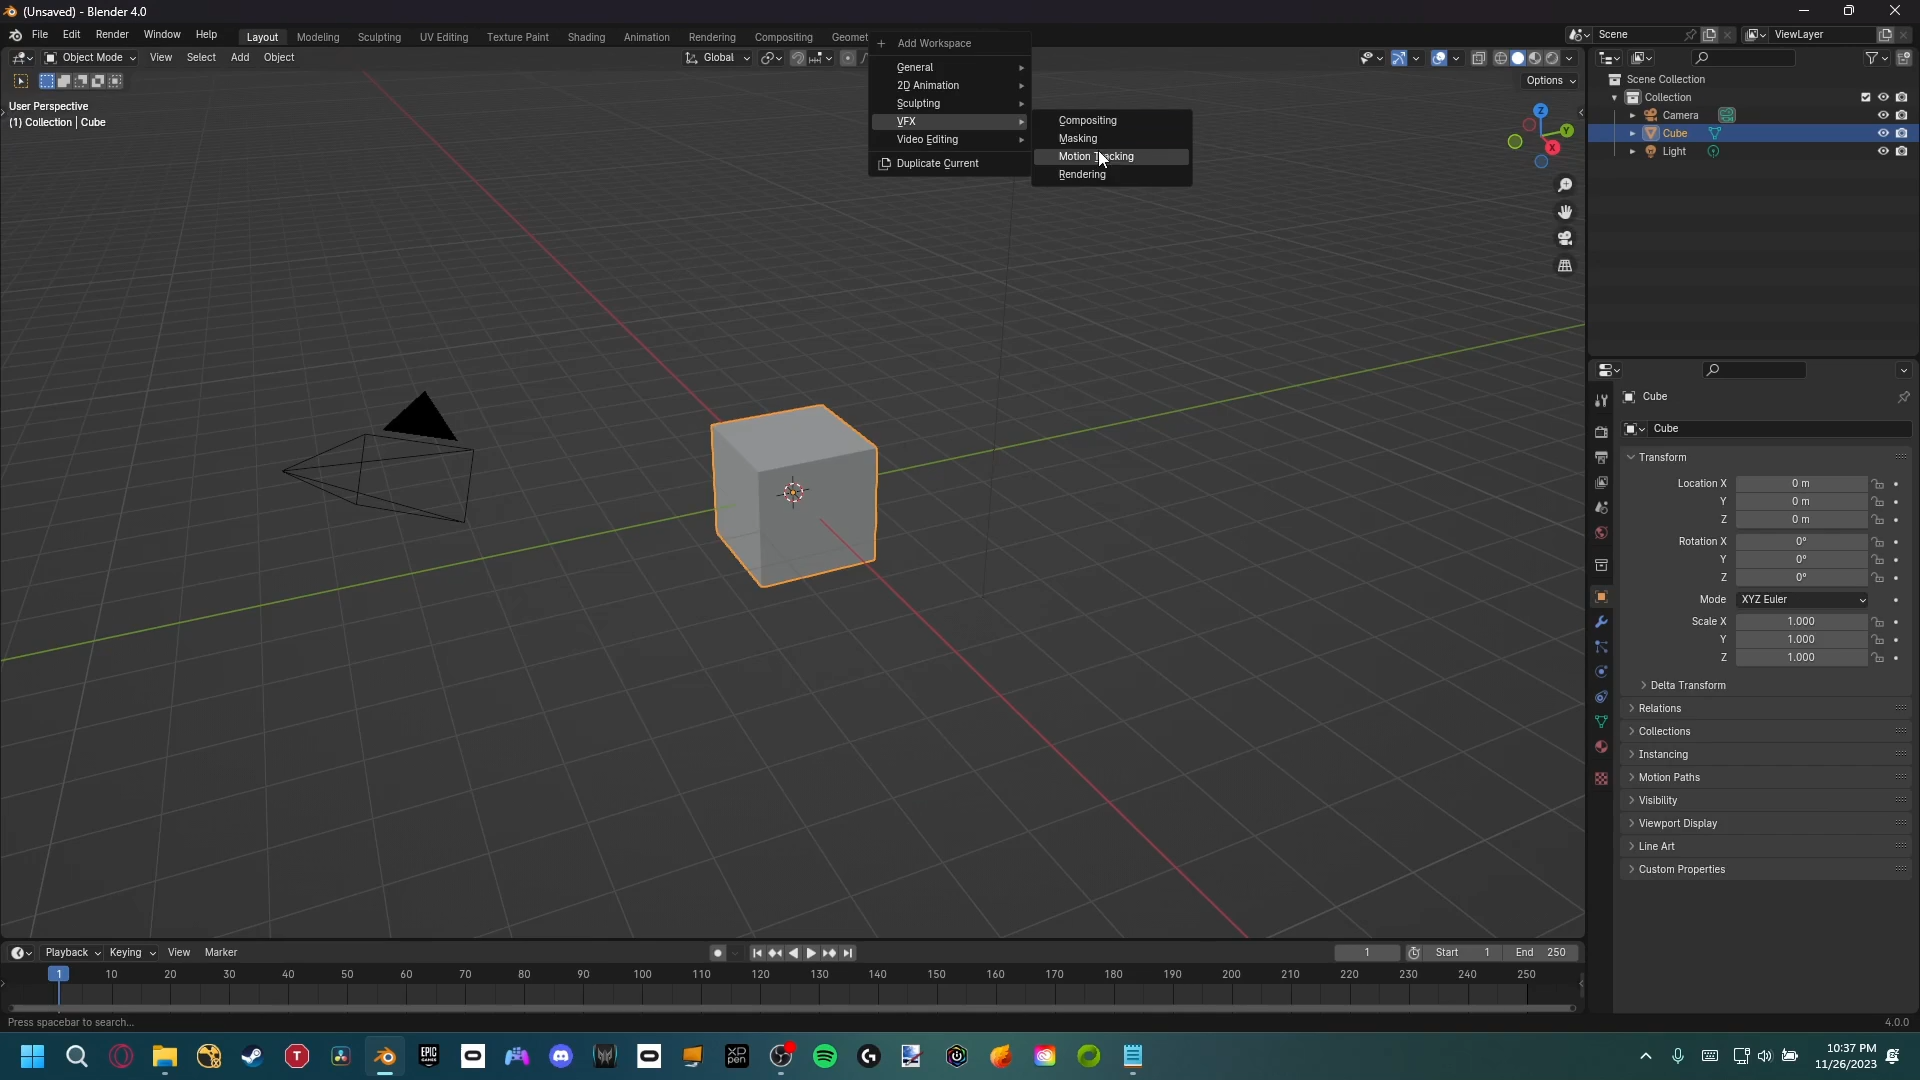 (Unsaved) - Blender 4.0
File Edit Render Window Help Layout Modeling Sculpting UV Editing Texture Paint Shading Animation Rendering Compositing Geomet
Scene ViewLayer
Object Mode View Select Add Object Global
Options
User Perspective
(1) Collection | Cube
Add Workspace
General
2D Animation
Sculpting
VFX
Video Editing
Duplicate Current
Compositing
Masking
Motion Tracking
Rendering
Z
Y
X
Scene Collection
Collection
Camera
Cube
Light
Cube
Cube
Transform
Location X 0 m
Y 0 m
Z 0 m
Rotation X 0°
Y 0°
Z 0°
Mode XYZ Euler
Scale X 1.000
Y 1.000
Z 1.000
Delta Transform
Relations
Collections
Instancing
Motion Paths
Visibility
Viewport Display
Line Art
Custom Properties
Playback Keying View Marker 1 Start 1 End 250
1 10 20 30 40 50 60 70 80 90 100 110 120 130 140 150 160 170 180 190 200 210 220 230 240 250
Press spacebar to search... 4.0.0
T EPIC GAMES XP PEN
10:37 PM
11/26/2023